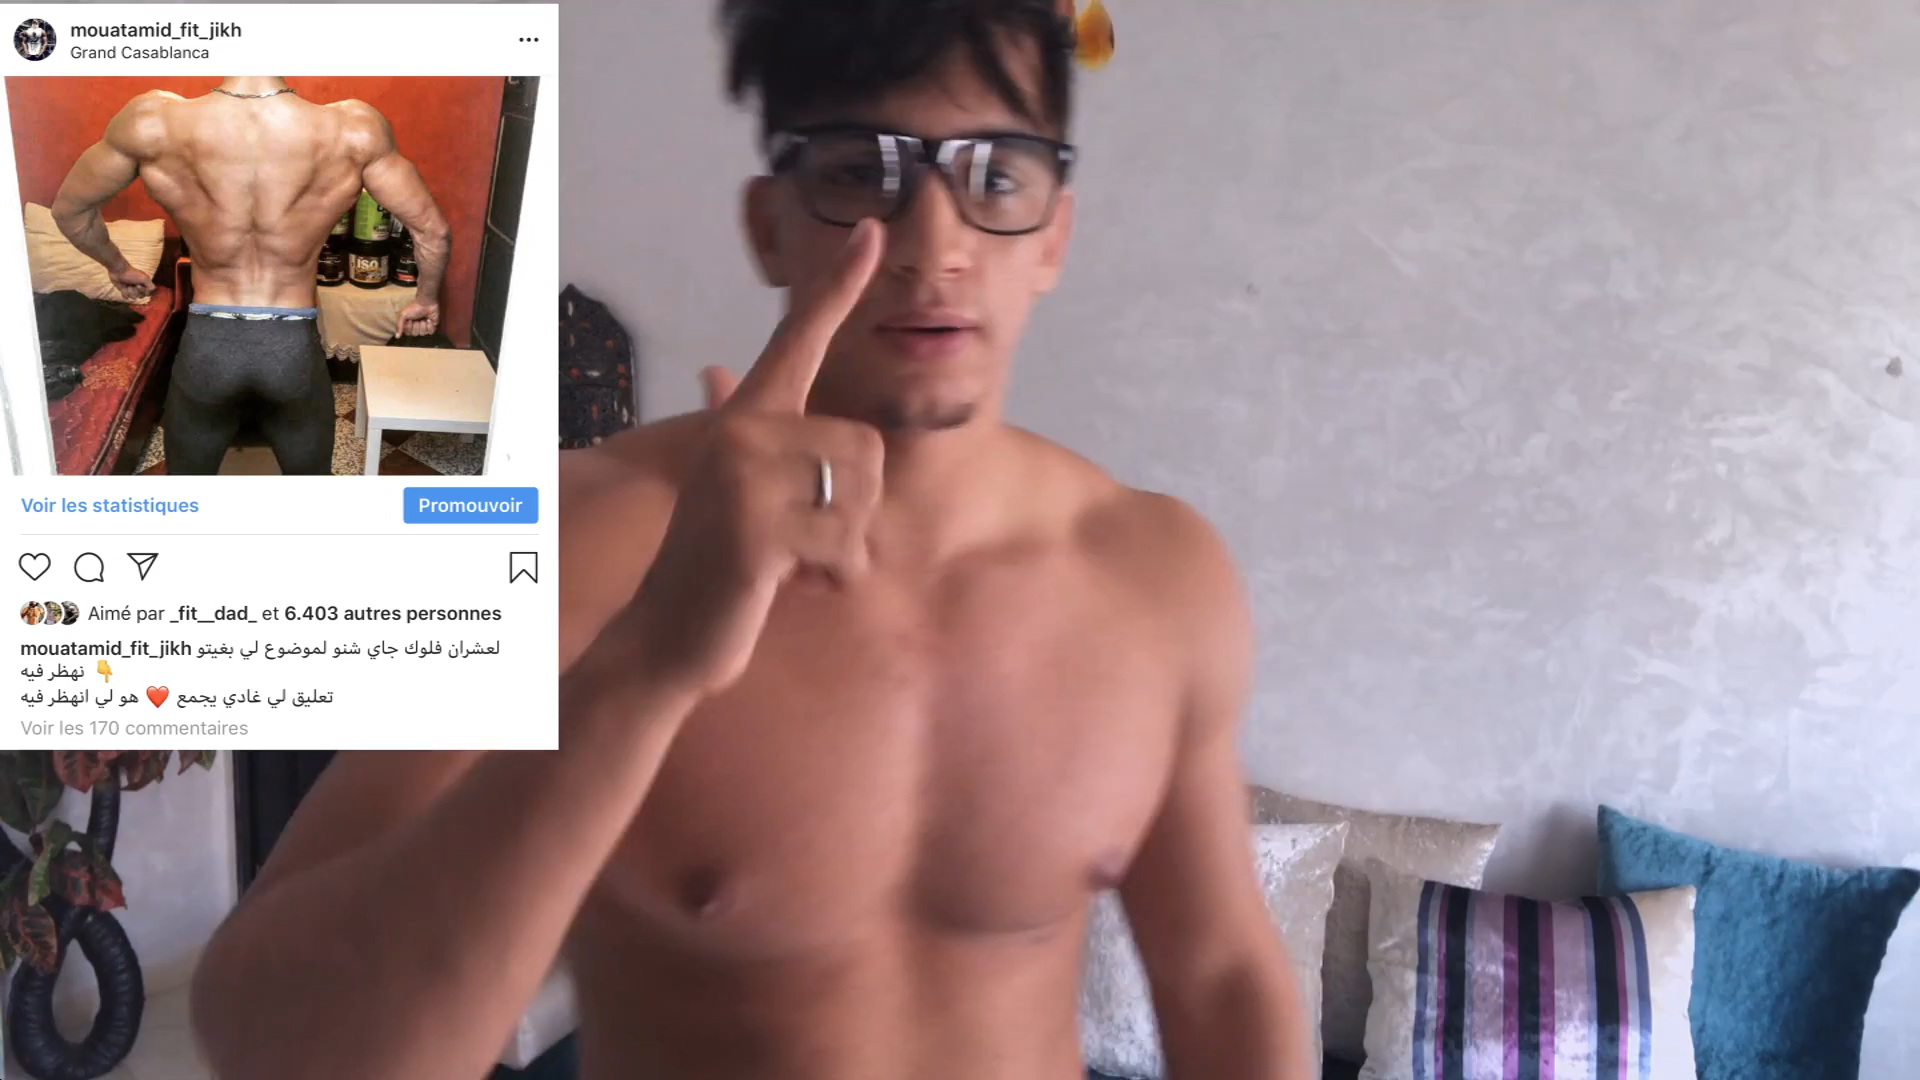 mouatamid_fit_jikh
Grand Casablanca
ISO
Voir les statistiques
Promouvoir
Aimé par _fit__dad_ et 6.403 autres personnes
mouatamid_fit_jikh لعشران فلوك جاي شنو لموضوع لي بغيتو
نهظر فيه 👇
تعليق لي غادي يجمع ❤️ هو لي انهظر فيه
Voir les 170 commentaires